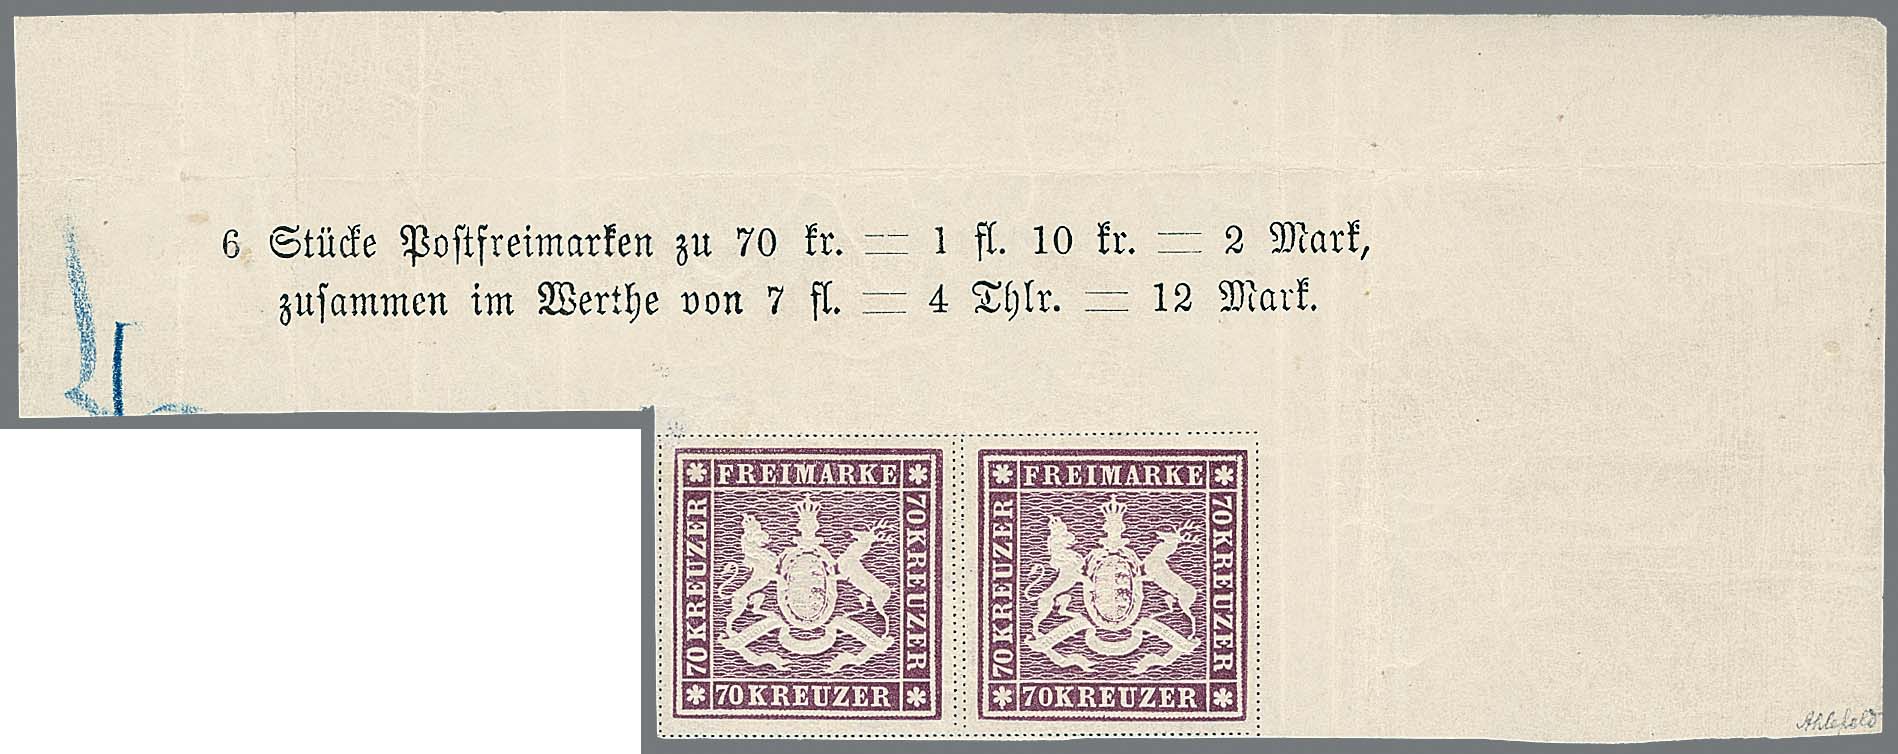 6 Stücke Postfreimarken zu 70 kr. = 1 fl. 10 kr. = 2 Mark,
zusammen im Werthe von 7 fl. = 4 Thlr. = 12 Mark.
FREIMARKE
70 KREUZER
70 KREUZER
70 KREUZER
FREIMARKE
70 KREUZER
70 KREUZER
70 KREUZER
Ahlefeld